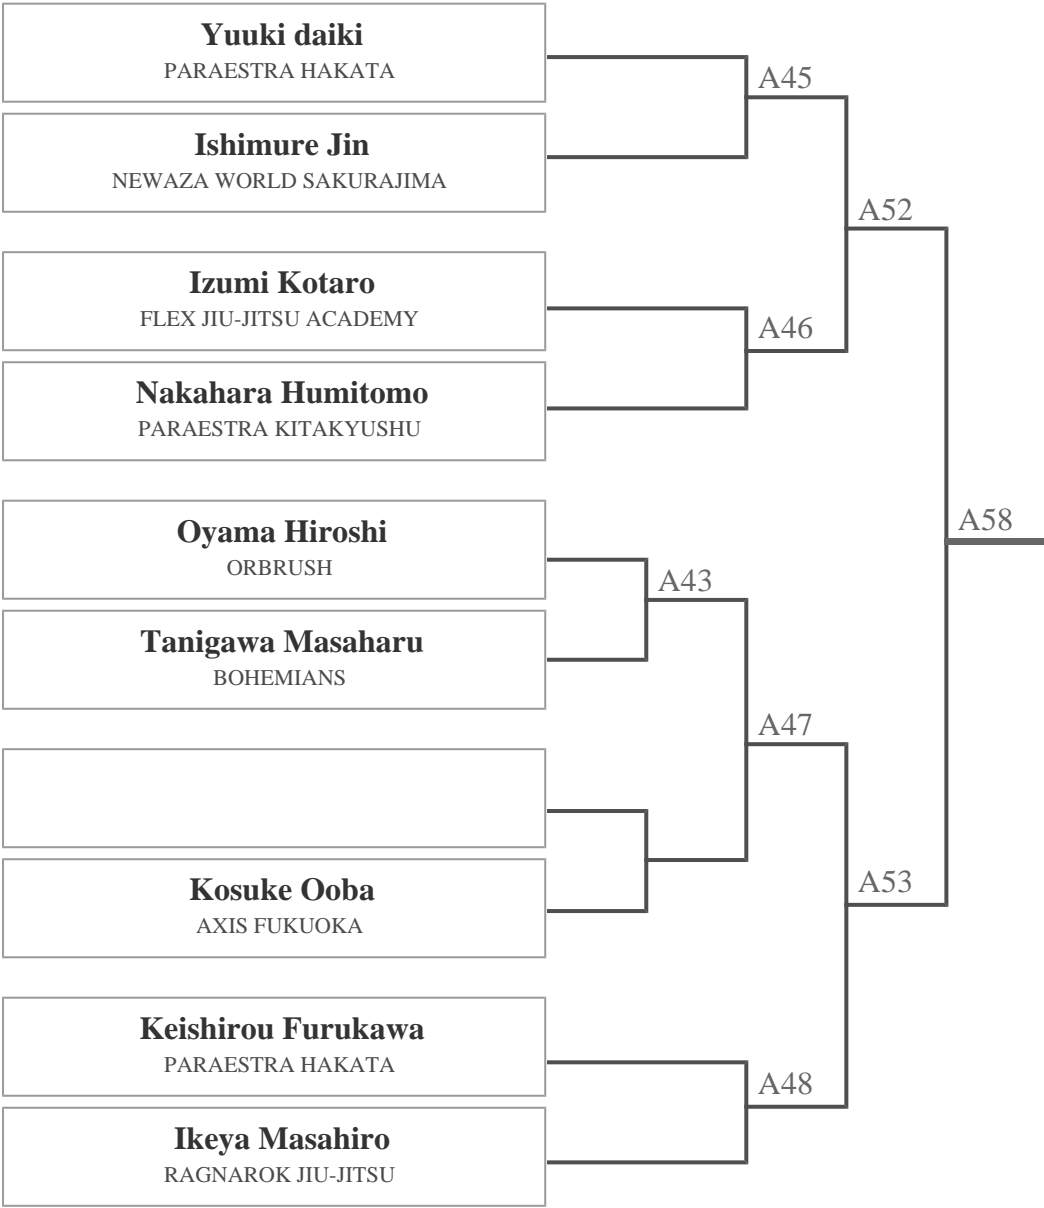 Yuuki daiki
PARAESTRA HAKATA
A45
Ishimure Jin
NEWAZA WORLD SAKURAJIMA
A52
Izumi Kotaro
FLEX JIU-JITSU ACADEMY
A46
Nakahara Humitomo
PARAESTRA KITAKYUSHU
Oyama Hiroshi
ORBRUSH
A58
A43
Tanigawa Masaharu
BOHEMIANS
A47
Kosuke Ooba
AXIS FUKUOKA
A53
Keishirou Furukawa
PARAESTRA HAKATA
A48
Ikeya Masahiro
RAGNAROK JIU-JITSU